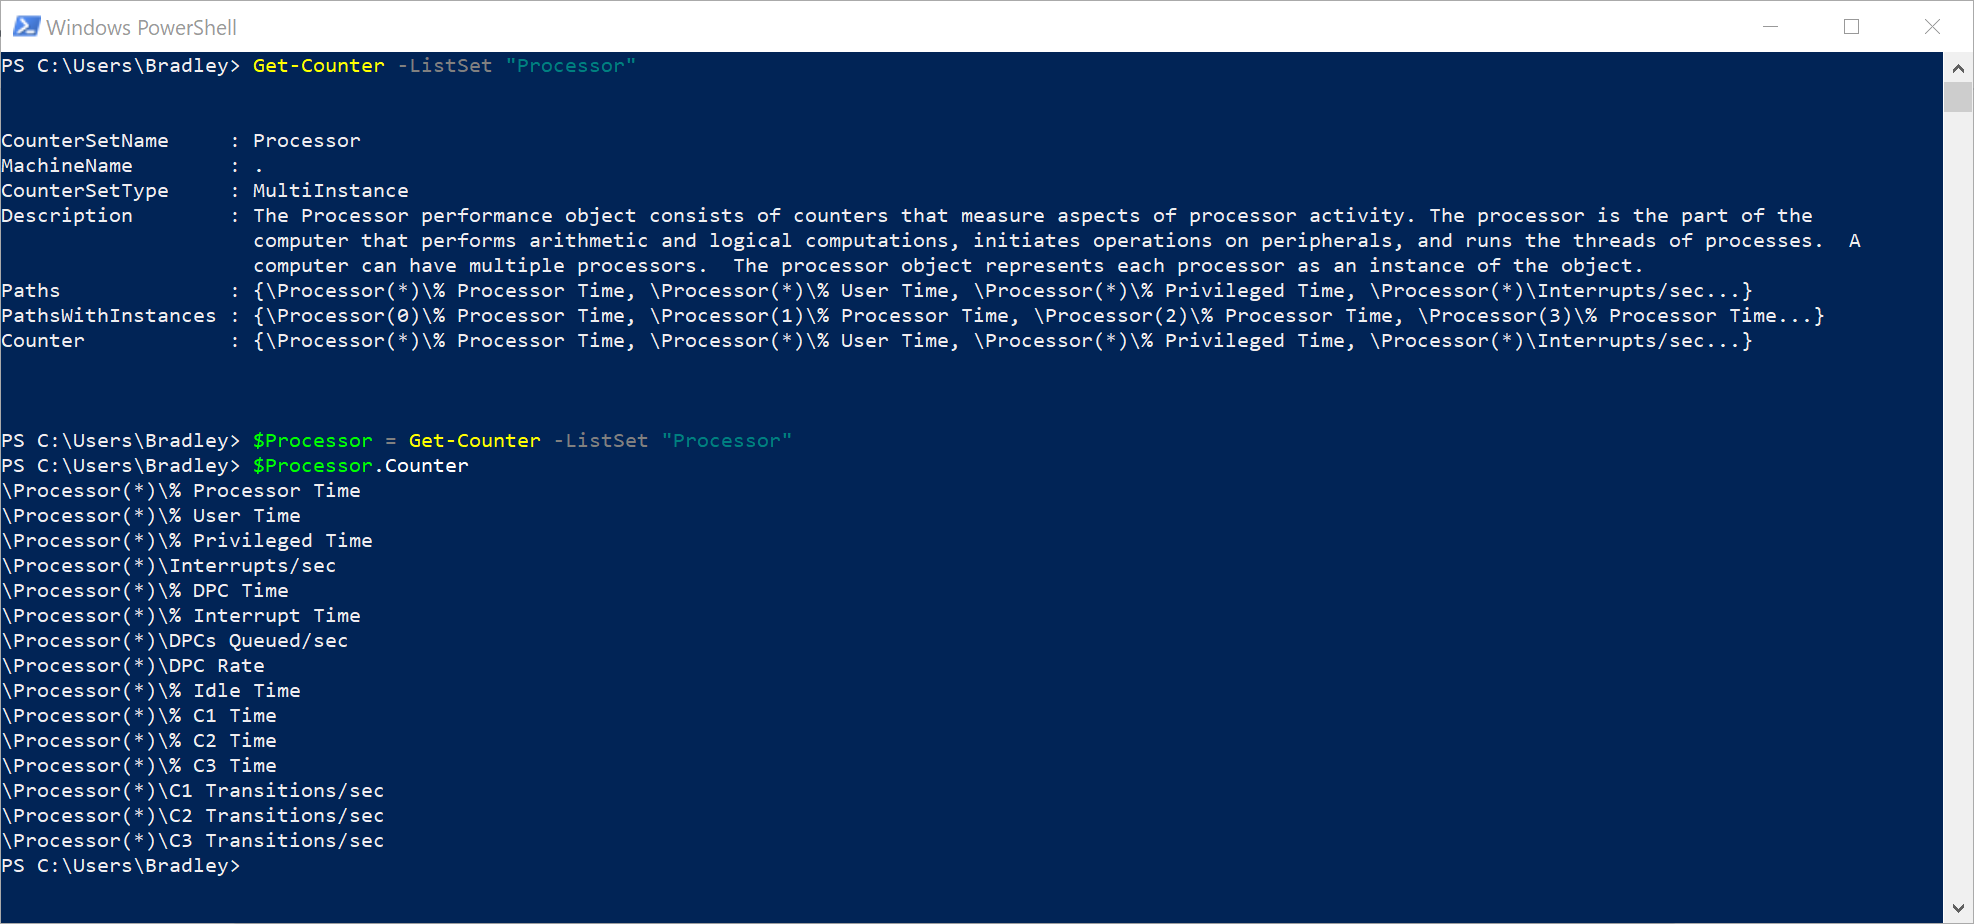 Windows PowerShell
PS C:\Users\Bradley> Get-Counter -ListSet "Processor"
CounterSetName     : Processor
MachineName        : .
CounterSetType     : MultiInstance
Description        : The Processor performance object consists of counters that measure aspects of processor activity. The processor is the part of the
                     computer that performs arithmetic and logical computations, initiates operations on peripherals, and runs the threads of processes.  A
                     computer can have multiple processors.  The processor object represents each processor as an instance of the object.
Paths              : {\Processor(*)\% Processor Time, \Processor(*)\% User Time, \Processor(*)\% Privileged Time, \Processor(*)\Interrupts/sec...}
PathsWithInstances : {\Processor(0)\% Processor Time, \Processor(1)\% Processor Time, \Processor(2)\% Processor Time, \Processor(3)\% Processor Time...}
Counter            : {\Processor(*)\% Processor Time, \Processor(*)\% User Time, \Processor(*)\% Privileged Time, \Processor(*)\Interrupts/sec...}
PS C:\Users\Bradley> $Processor = Get-Counter -ListSet "Processor"
PS C:\Users\Bradley> $Processor.Counter
\Processor(*)\% Processor Time
\Processor(*)\% User Time
\Processor(*)\% Privileged Time
\Processor(*)\Interrupts/sec
\Processor(*)\% DPC Time
\Processor(*)\% Interrupt Time
\Processor(*)\DPCs Queued/sec
\Processor(*)\DPC Rate
\Processor(*)\% Idle Time
\Processor(*)\% C1 Time
\Processor(*)\% C2 Time
\Processor(*)\% C3 Time
\Processor(*)\C1 Transitions/sec
\Processor(*)\C2 Transitions/sec
\Processor(*)\C3 Transitions/sec
PS C:\Users\Bradley>